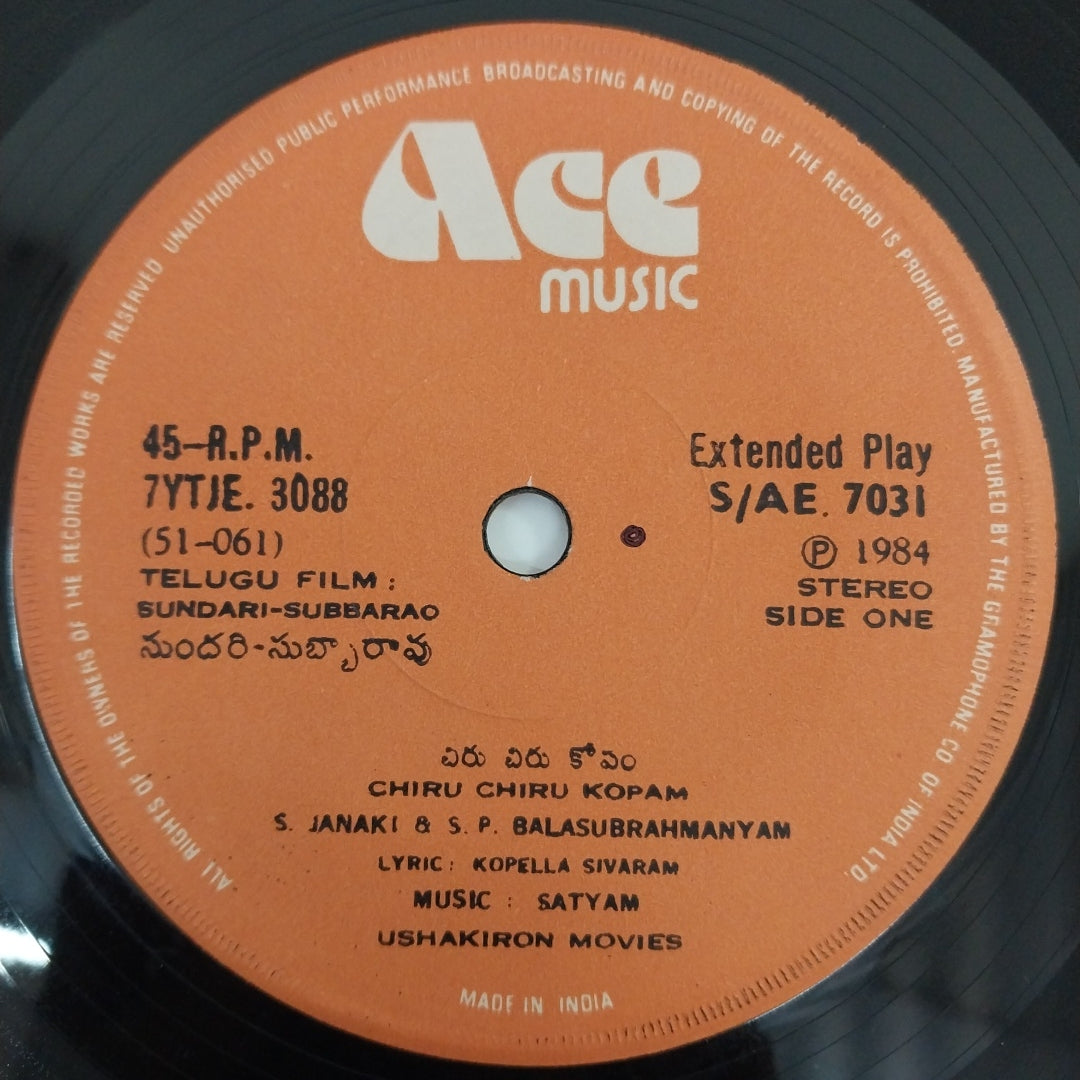 ALL RIGHTS OF THE OWNERS OF THE RECORDED WORKS ARE RESERVED UNAUTHORISED PUBLIC PERFORMANCE BROADCASTING AND COPYING OF THE RECORD IS PROHIBITED. MANUFACTURED BY THE GRAMOPHONE CO OF INDIA LTD.
Ace
MUSIC
45-R.P.M.
7YTJE. 3088
(51-061)
TELUGU FILM :
SUNDARI-SUBBARAO
సుందరి-సుబ్బారావు
Extended Play
S/AE. 7031
Ⓟ 1984
STEREO
SIDE ONE
చిరు చిరు కోపం
CHIRU CHIRU KOPAM
S. JANAKI & S. P. BALASUBRAHMANYAM
LYRIC : KOPELLA SIVARAM
MUSIC : SATYAM
USHAKIRON MOVIES
MADE IN INDIA